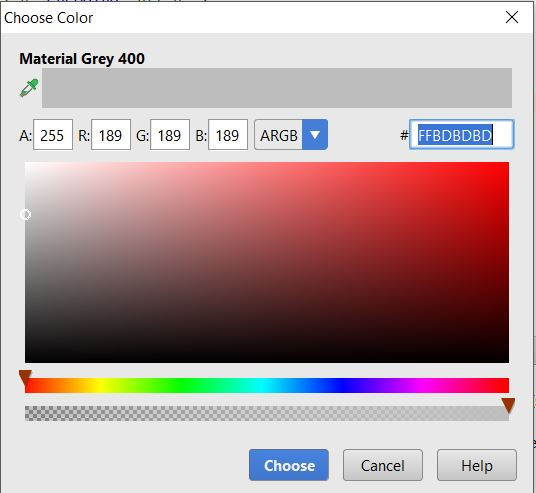 Choose Color
Material Grey 400
A: 255 R: 189 G: 189 B: 189 ARGB # FFBDBDBD
Choose Cancel Help